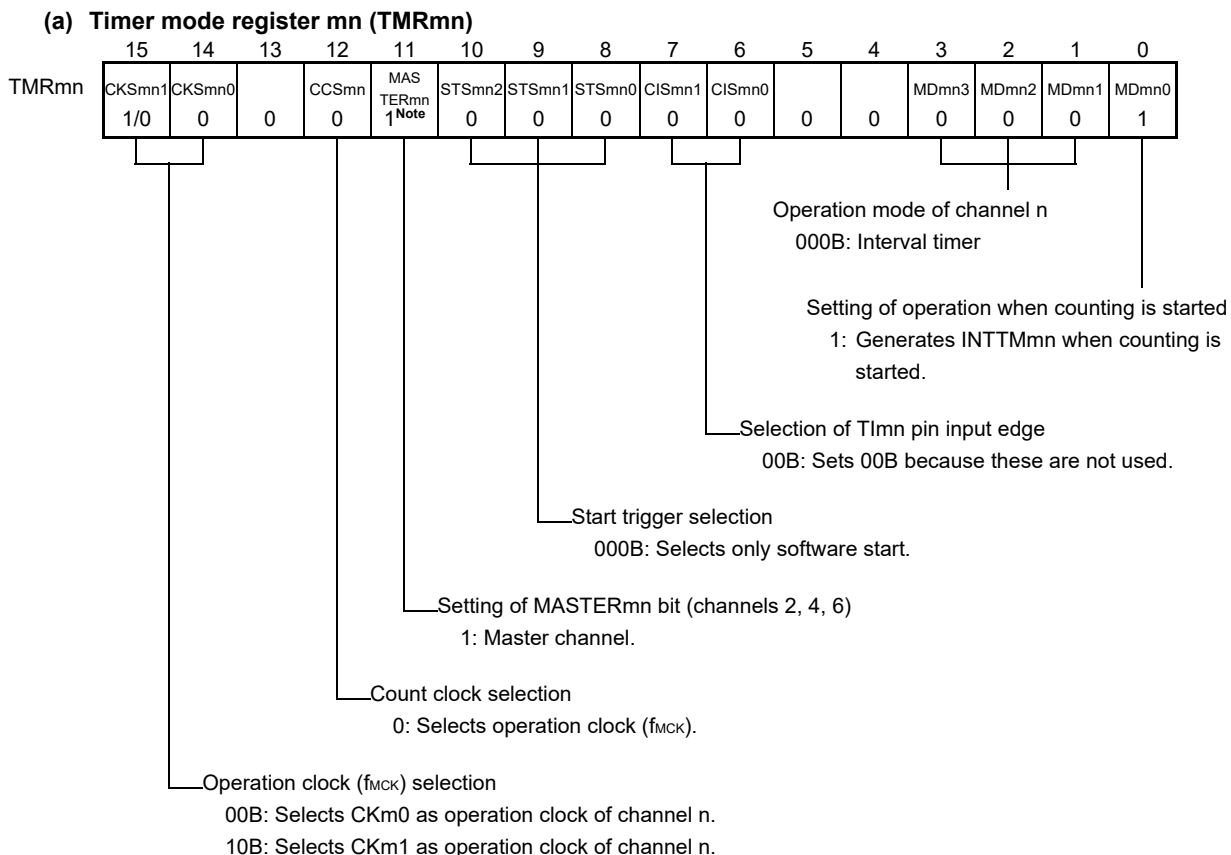 (a) Timer mode register mn (TMRmn)
15 14 13 12 11 10 9 8 7 6 5 4 3 2 1 0
TMRmn CKSmn1 CKSmn0 CCSmn MAS TERmn STSmn2 STSmn1 STSmn0 CISmn1 CISmn0 MDmn3 MDmn2 MDmn1 MDmn0
1/0 0 0 0 1Note 0 0 0 0 0 0 0 0 0 0 1
Operation mode of channel n
000B: Interval timer
Setting of operation when counting is started
1: Generates INTTMmn when counting is
started.
Selection of TImn pin input edge
00B: Sets 00B because these are not used.
Start trigger selection
000B: Selects only software start.
Setting of MASTERmn bit (channels 2, 4, 6)
1: Master channel.
Count clock selection
0: Selects operation clock (fMCK).
Operation clock (fMCK) selection
00B: Selects CKm0 as operation clock of channel n.
10B: Selects CKm1 as operation clock of channel n.